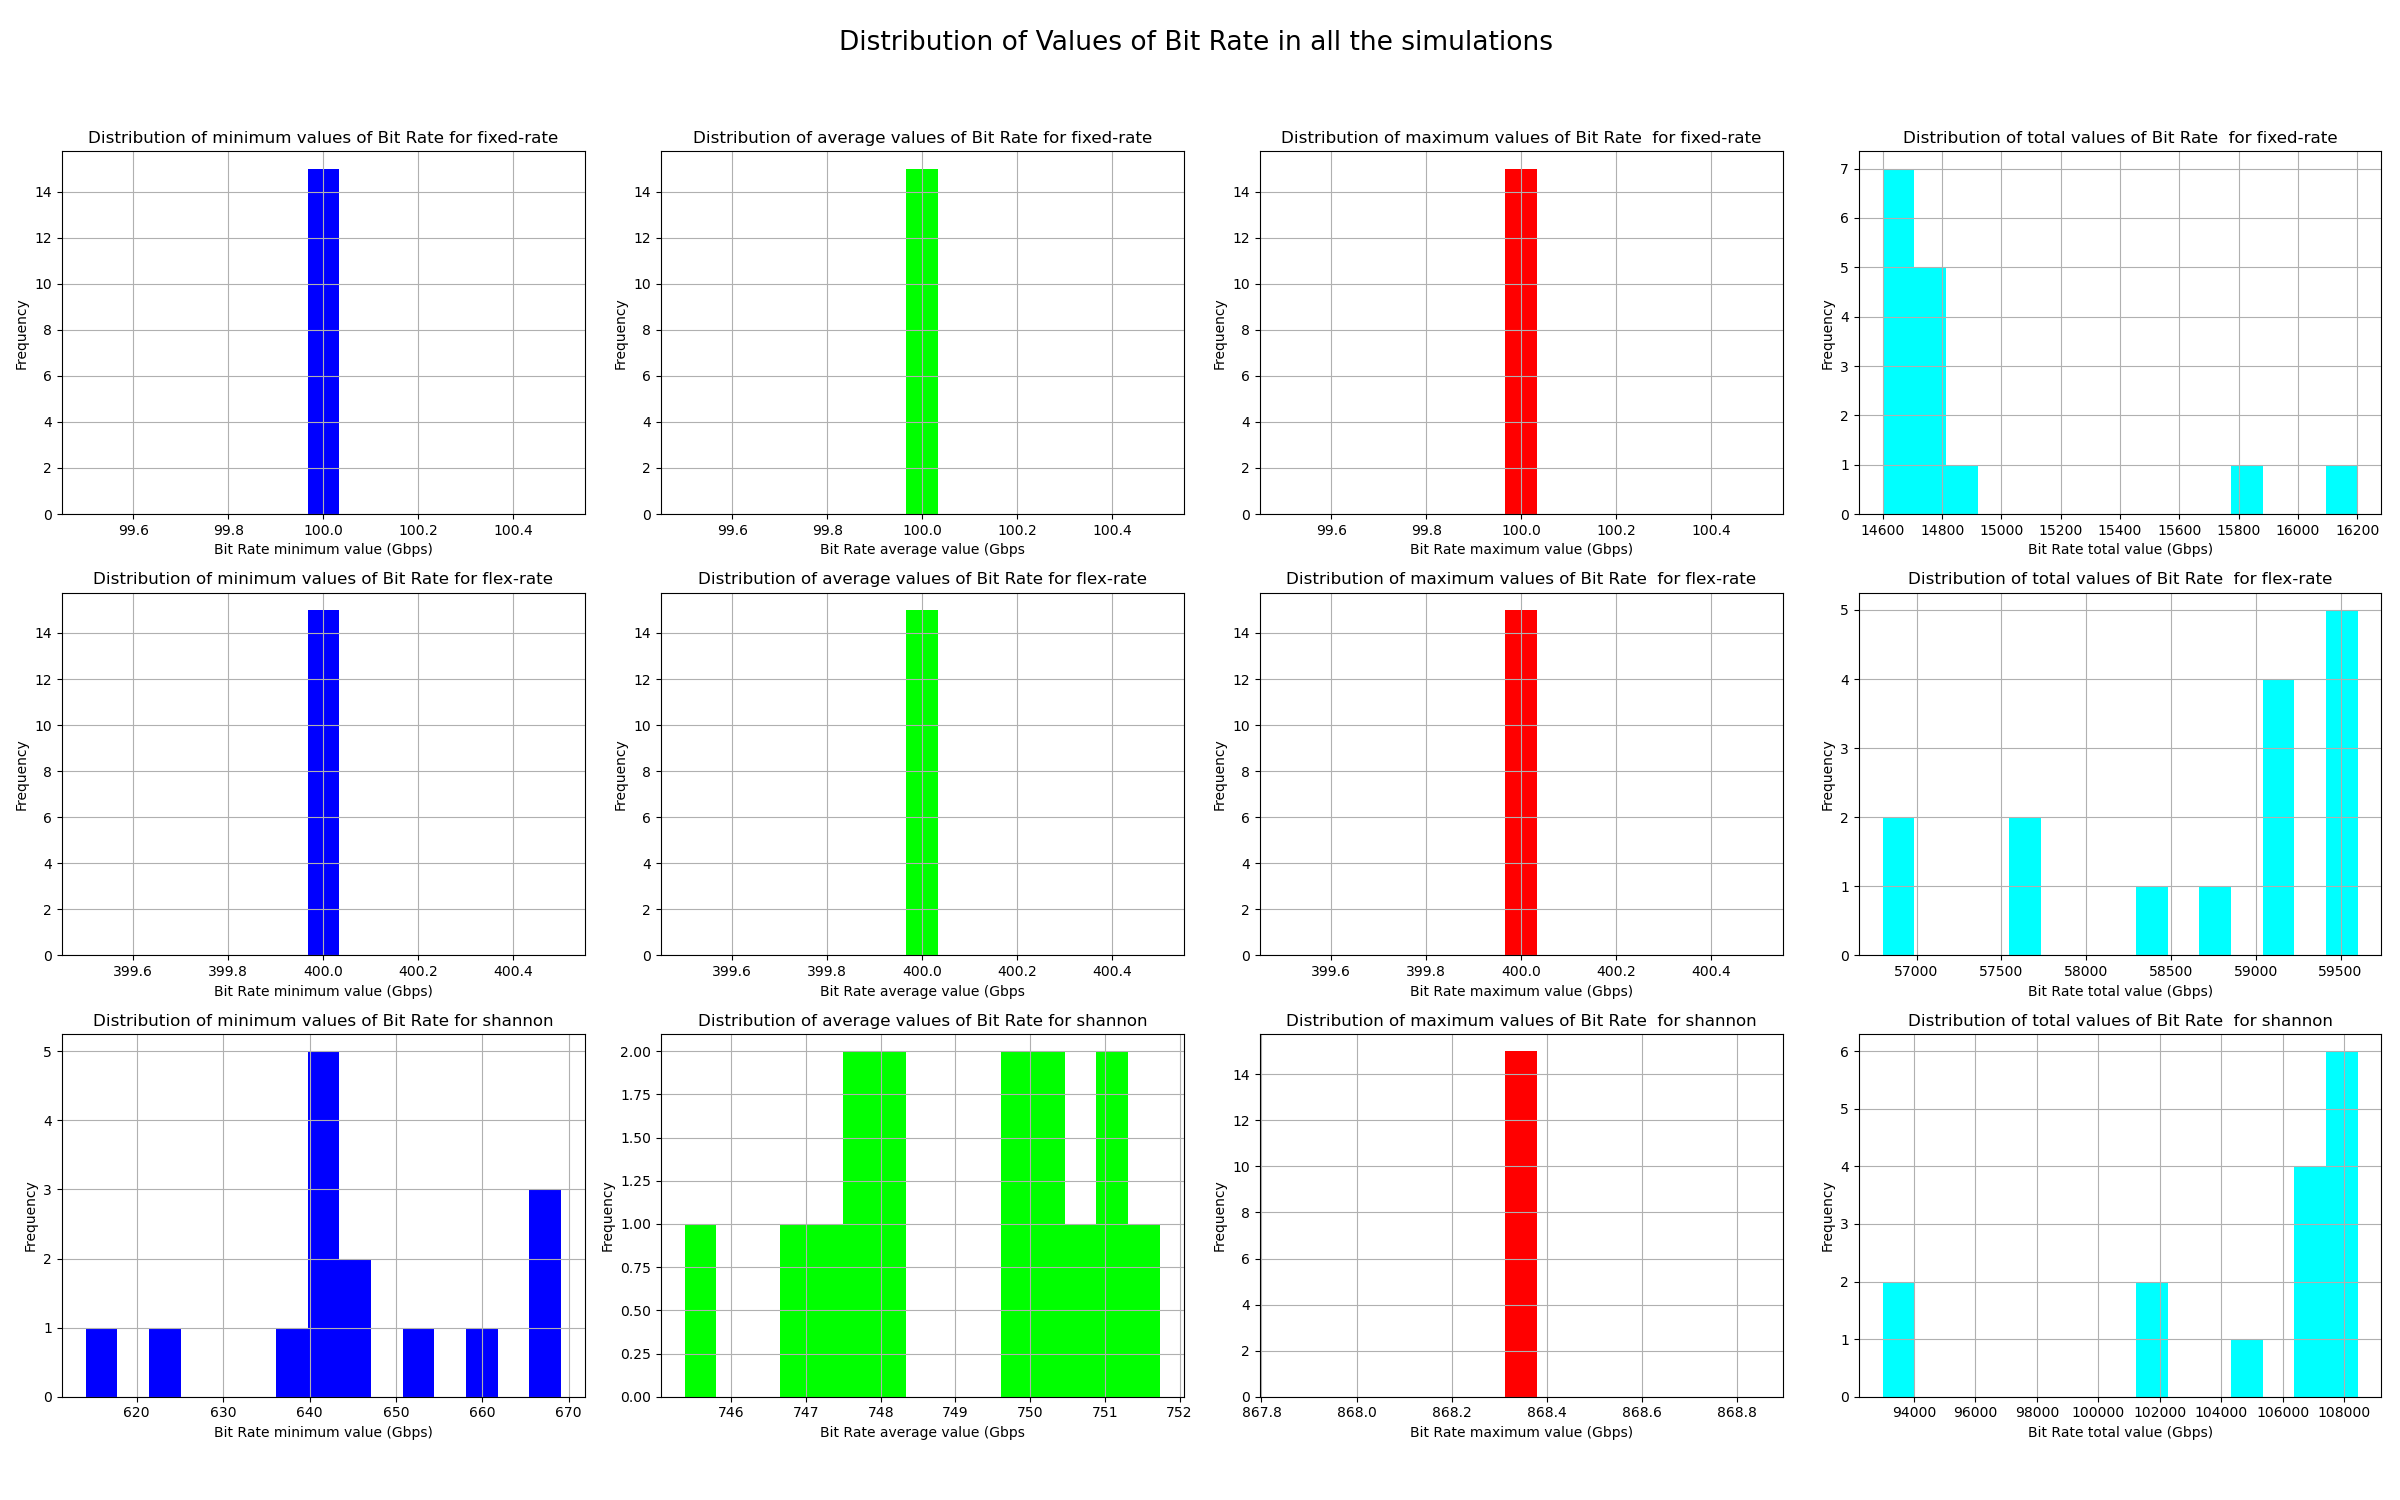 Distribution of Values of Bit Rate in all the simulations
Distribution of minimum values of Bit Rate for fixed-rate
Frequency
14
12
10
8
6
4
2
0
99.6 99.8 100.0 100.2 100.4
Bit Rate minimum value (Gbps)
Distribution of average values of Bit Rate for fixed-rate
Frequency
14
12
10
8
6
4
2
0
99.6 99.8 100.0 100.2 100.4
Bit Rate average value (Gbps
Distribution of maximum values of Bit Rate  for fixed-rate
Frequency
14
12
10
8
6
4
2
0
99.6 99.8 100.0 100.2 100.4
Bit Rate maximum value (Gbps)
Distribution of total values of Bit Rate  for fixed-rate
Frequency
7
6
5
4
3
2
1
0
14600 14800 15000 15200 15400 15600 15800 16000 16200
Bit Rate total value (Gbps)
Distribution of minimum values of Bit Rate for flex-rate
Frequency
14
12
10
8
6
4
2
0
399.6 399.8 400.0 400.2 400.4
Bit Rate minimum value (Gbps)
Distribution of average values of Bit Rate for flex-rate
Frequency
14
12
10
8
6
4
2
0
399.6 399.8 400.0 400.2 400.4
Bit Rate average value (Gbps
Distribution of maximum values of Bit Rate  for flex-rate
Frequency
14
12
10
8
6
4
2
0
399.6 399.8 400.0 400.2 400.4
Bit Rate maximum value (Gbps)
Distribution of total values of Bit Rate  for flex-rate
Frequency
5
4
3
2
1
0
57000 57500 58000 58500 59000 59500
Bit Rate total value (Gbps)
Distribution of minimum values of Bit Rate for shannon
Frequency
5
4
3
2
1
0
620 630 640 650 660 670
Bit Rate minimum value (Gbps)
Distribution of average values of Bit Rate for shannon
Frequency
2.00
1.75
1.50
1.25
1.00
0.75
0.50
0.25
0.00
746 747 748 749 750 751 752
Bit Rate average value (Gbps
Distribution of maximum values of Bit Rate  for shannon
Frequency
14
12
10
8
6
4
2
0
867.8 868.0 868.2 868.4 868.6 868.8
Bit Rate maximum value (Gbps)
Distribution of total values of Bit Rate  for shannon
Frequency
6
5
4
3
2
1
0
94000 96000 98000 100000 102000 104000 106000 108000
Bit Rate total value (Gbps)